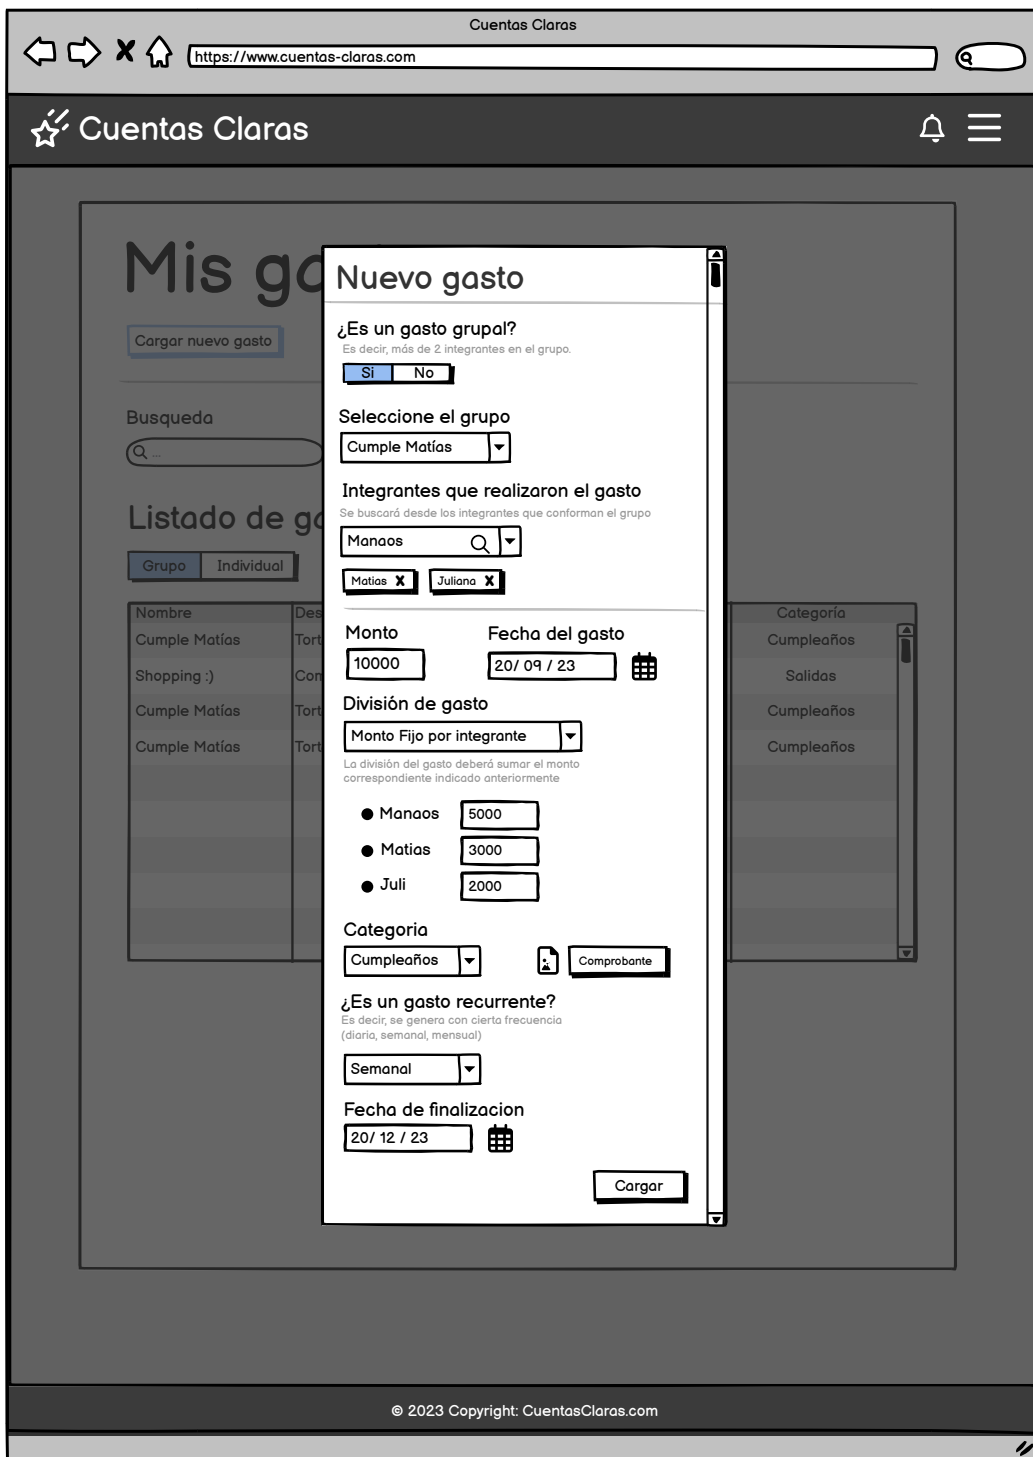 Cuentas Claras
https://www.cuentas-claras.com
Cuentas Claras
Mis ga
Cargar nuevo gasto
Busqueda
...
Listado de ga
Grupo Individual
Nombre Des Categoría
Cumple Matías Tort Cumpleaños
Shopping :) Com Salidas
Cumple Matías Tort Cumpleaños
Cumple Matías Tort Cumpleaños
Nuevo gasto
¿Es un gasto grupal?
Es decir, más de 2 integrantes en el grupo.
Si No
Seleccione el grupo
Cumple Matías
Integrantes que realizaron el gasto
Se buscará desde los integrantes que conforman el grupo
Manaos
Matias X Juliana X
Monto Fecha del gasto
10000 20/ 09 / 23
División de gasto
Monto Fijo por integrante
La división del gasto deberá sumar el monto
correspondiente indicado anteriormente
Manaos 5000
Matias 3000
Juli 2000
Categoria
Cumpleaños Comprobante
¿Es un gasto recurrente?
Es decir, se genera con cierta frecuencia
(diaria, semanal, mensual)
Semanal
Fecha de finalizacion
20/ 12 / 23
Cargar
© 2023 Copyright: CuentasClaras.com